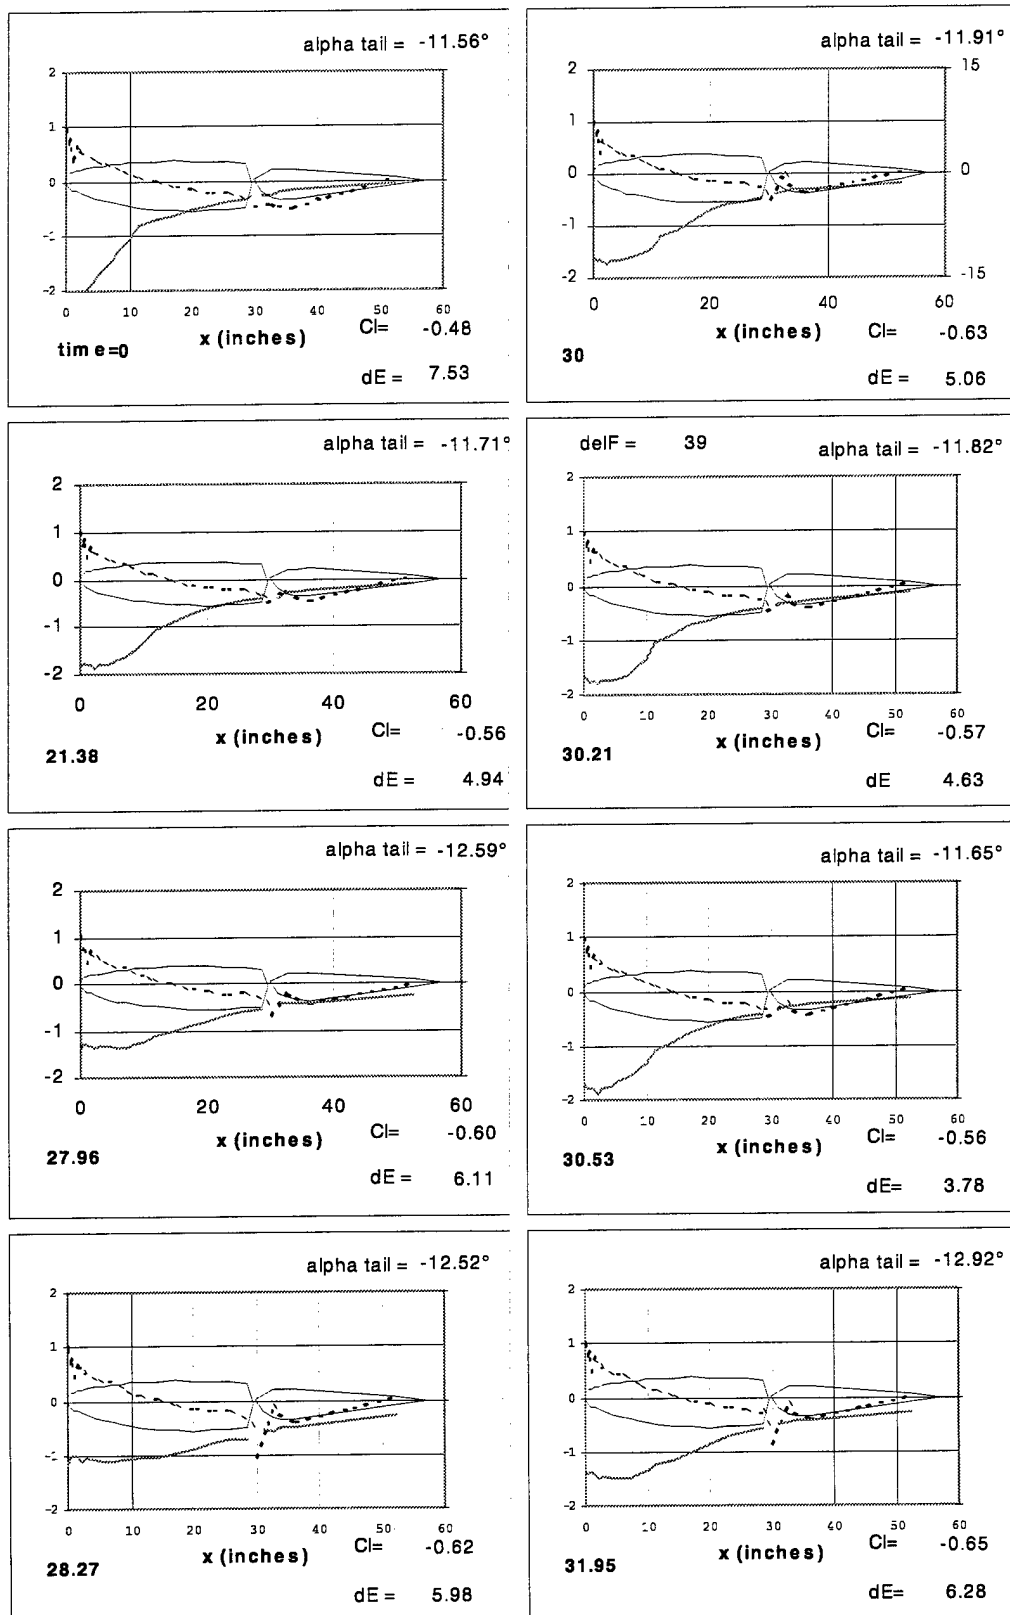 alpha tail = -11.56°
2
1
0
-1
-2
0 10 20 30 40 50 60
x (inches)
Cl= -0.48
time=0
dE = 7.53
alpha tail = -11.91°
2
1
0
-1
-2
15
0
-15
0 20 40 60
x (inches)
Cl= -0.63
30
dE = 5.06
alpha tail = -11.71°
2
1
0
-1
-2
0 20 40 60
x (inches)
Cl= -0.56
21.38
dE = 4.94
delF = 39
alpha tail = -11.82°
2
1
0
-1
-2
0 10 20 30 40 50 60
x (inches)
Cl= -0.57
30.21
dE 4.63
alpha tail = -12.59°
2
1
0
-1
-2
0 20 40 60
x (inches)
Cl= -0.60
27.96
dE = 6.11
alpha tail = -11.65°
2
1
0
-1
-2
0 10 20 30 40 50 60
x (inches)
Cl= -0.56
30.53
dE= 3.78
alpha tail = -12.52°
2
1
0
-1
-2
0 10 20 30 40 50 60
x (inches)
Cl= -0.62
28.27
dE = 5.98
alpha tail = -12.92°
2
1
0
-1
-2
0 10 20 30 40 50 60
x (inches)
Cl= -0.65
31.95
dE= 6.28